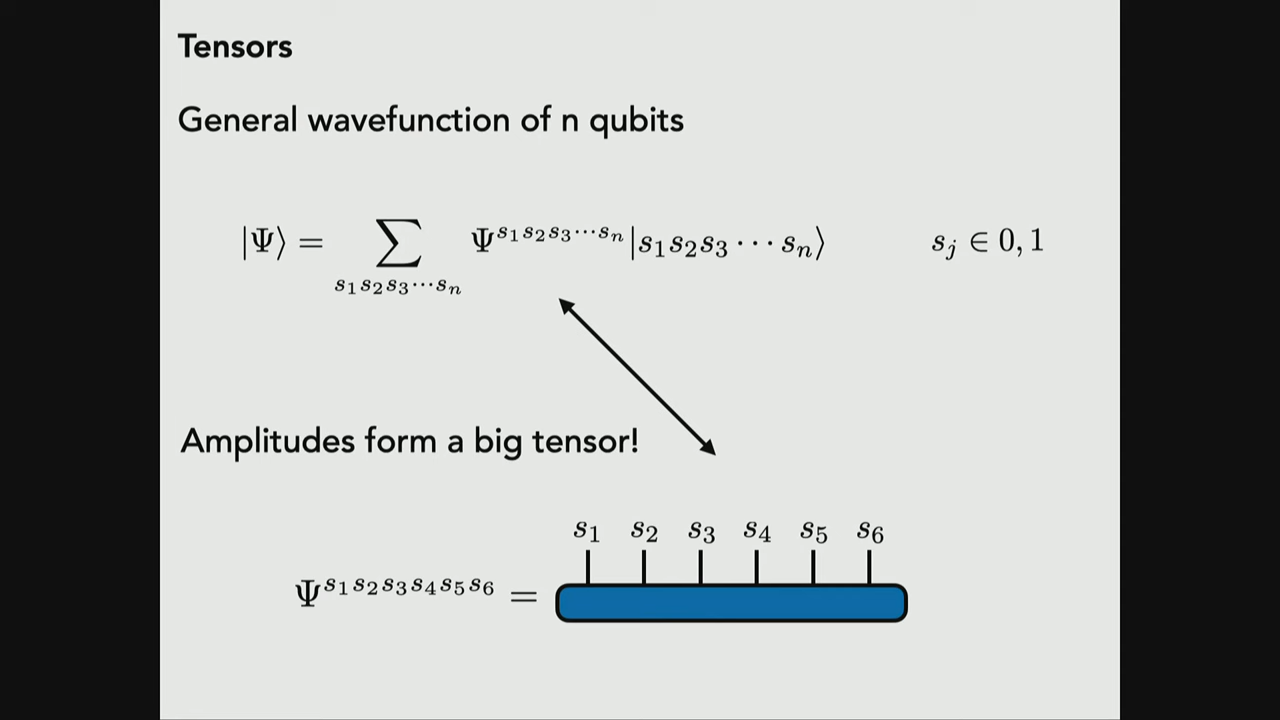 Tensors
General wavefunction of n qubits
|Ψ⟩ = ∑_{s₁s₂s₃⋯sₙ} Ψ^{s₁s₂s₃⋯sₙ} |s₁s₂s₃ ⋯ sₙ⟩ s_j ∈ 0, 1
Amplitudes form a big tensor!
s₁ s₂ s₃ s₄ s₅ s₆
Ψ^{s₁s₂s₃s₄s₅s₆} =